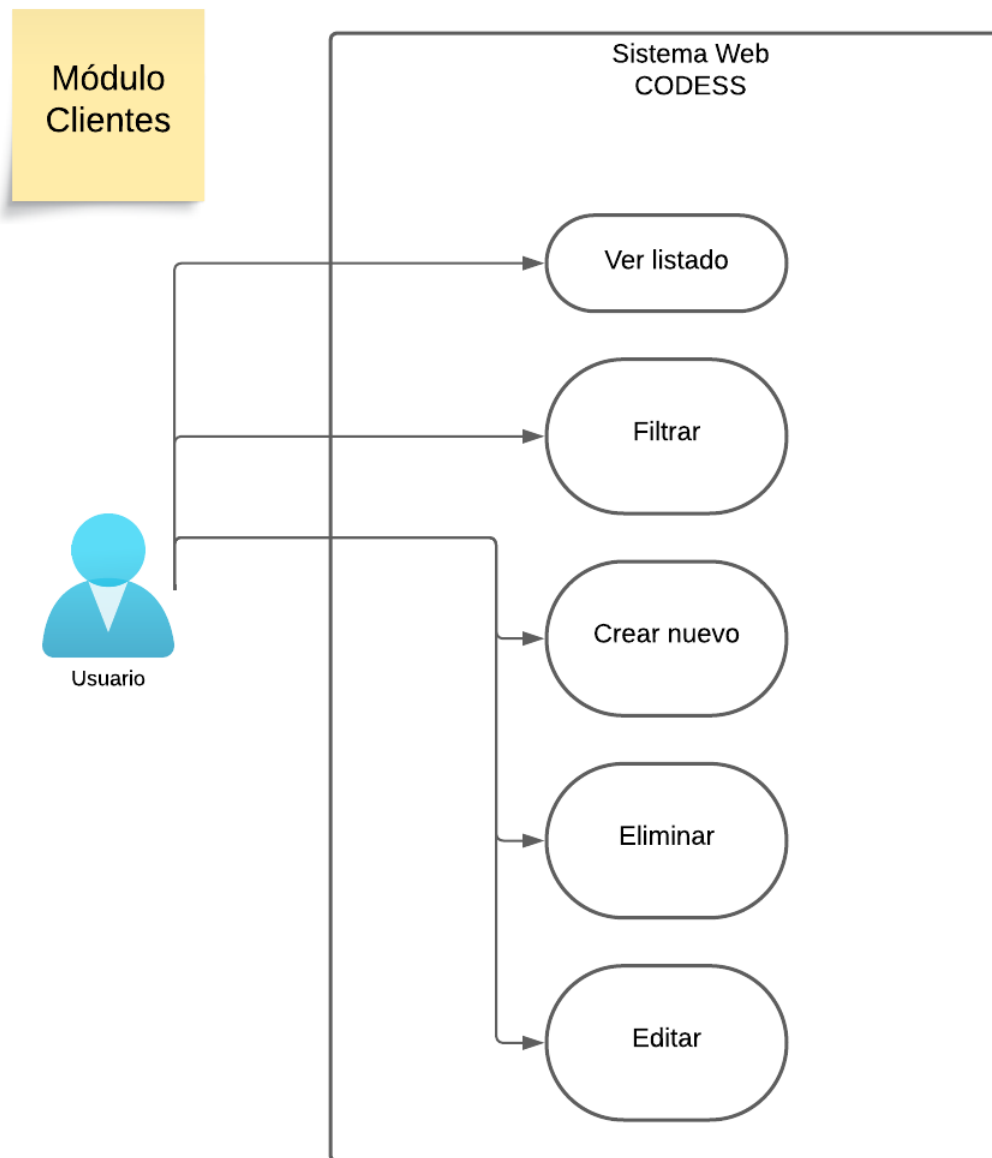 Módulo
Clientes
Sistema Web
CODESS
Ver listado
Filtrar
Crear nuevo
Usuario
Eliminar
Editar